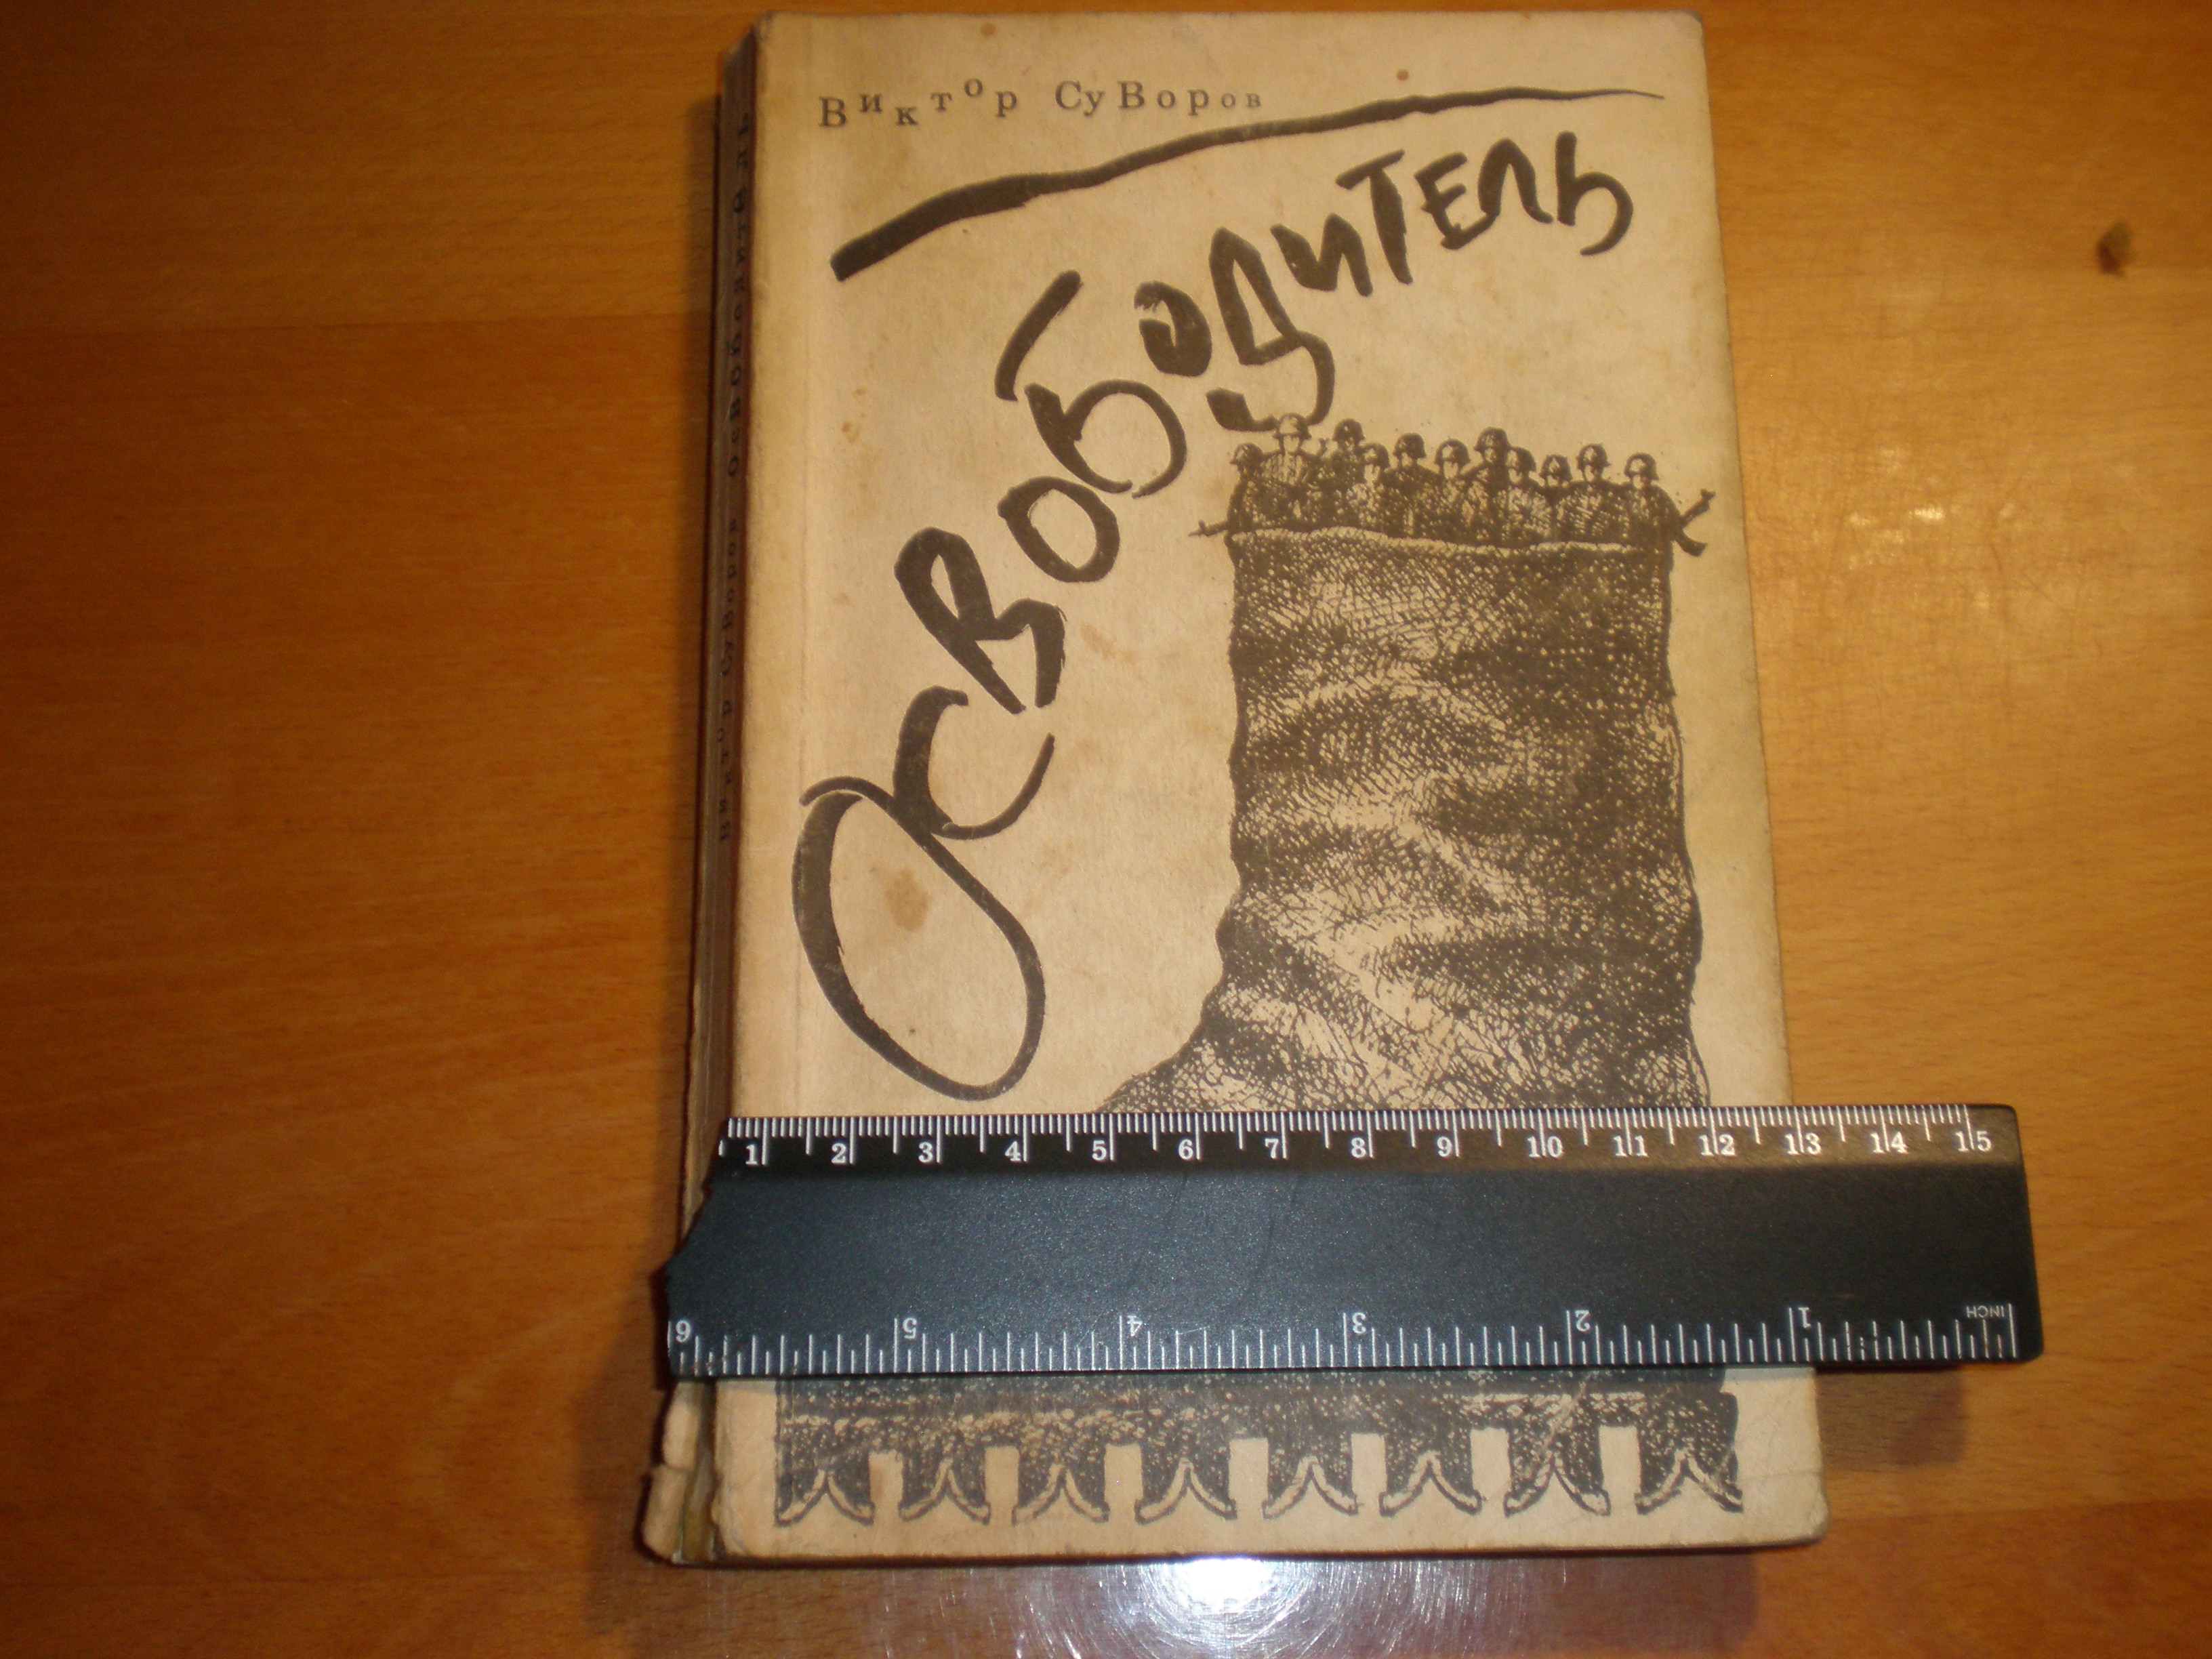 Виктор СуВоров
ОсвОбОдитель
Виктор СуВоров ОсвОбОдитель
1 2 3 4 5 6 7 8 9 10 11 12 13 14 15
6 5 4 3 2 1 INCH